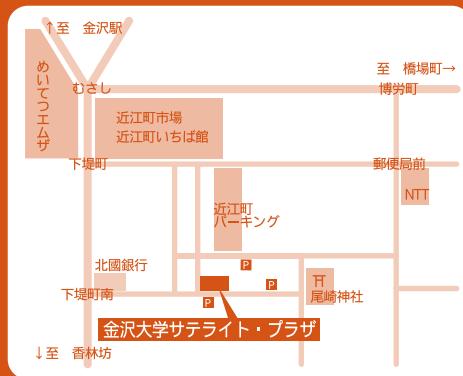 ↑至　金沢駅
めいてつエムザ
むさし
至　橋場町→
博労町
近江町市場
近江町いちば館
下堤町
郵便局前
NTT
近江町
パーキング
北國銀行
P
P
下堤町南
P
尾崎神社
金沢大学サテライト・プラザ
↓至　香林坊